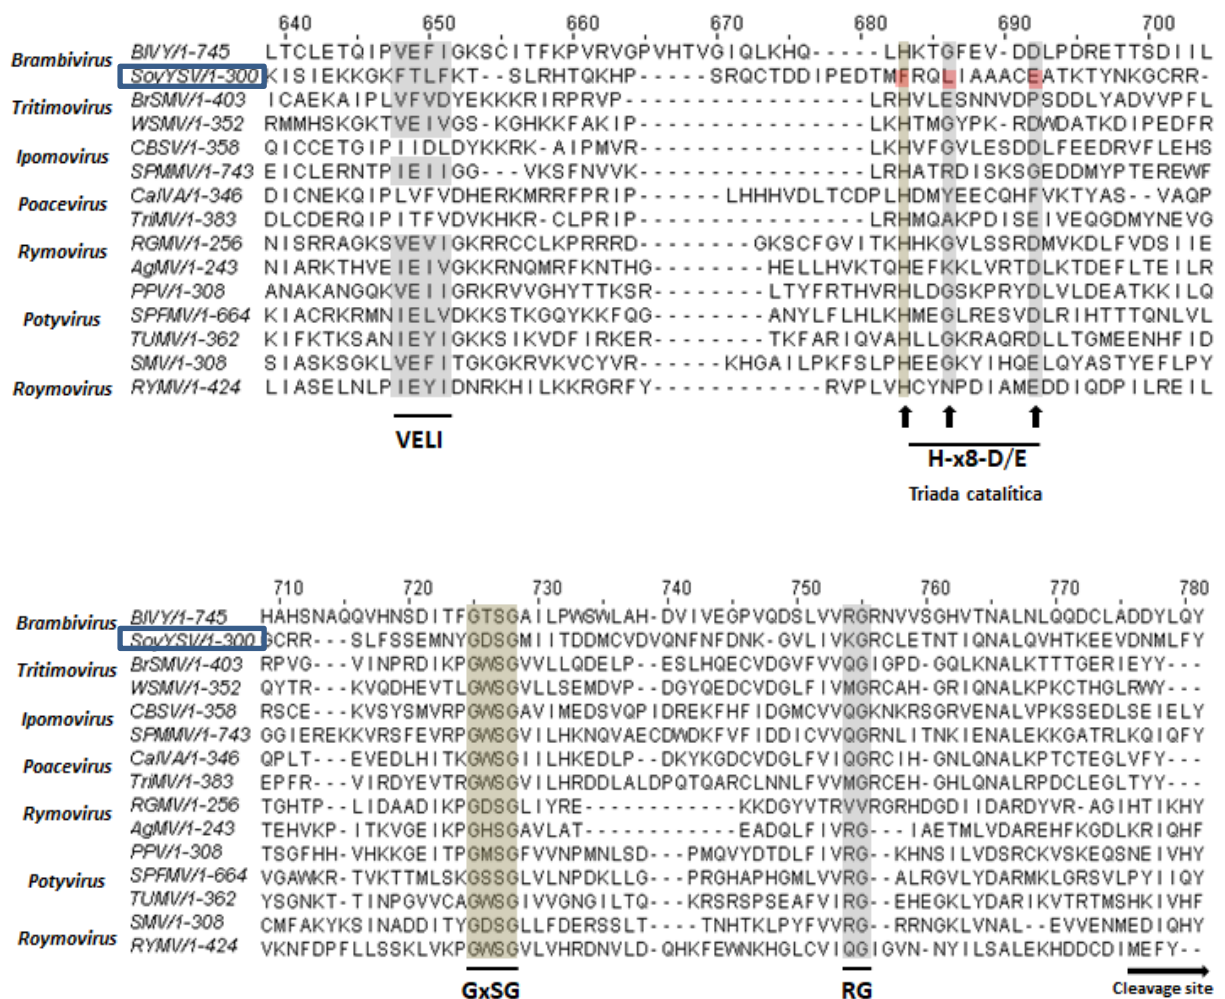 640 650 660 670 680 690 700
Brambivirus BlVY/1-745 LTCLETQIPVEFIGKSCITFKPVRVGPVHTVGIQLKHQ-----LHKTGFEV-DDLPDRETTSDIIL
SoyYSV/1-300 KISIEKKGKFTLFKT--SLRHTQKHP------SRQCTDDIPEDTMFRQLIAAACEATKTYNKGCRR-
Tritimovirus BrSMV/1-403 ICAEKAIPLVFVDYEKKKRIRPRVP---------------LRHVLESNNVDPSDDLYADVVPFL
WSMV/1-352 RMMHSKGKTVEIVGS-KGHKKFAKIP---------------LKHTMGYPK-RDWDATKDIPEDFR
Ipomovirus CBSV/1-358 QICCETGIPIIDLDYKKRK-AIPMVR---------------LKHVFGVLESDDLFEEDRVFLEHS
SPMMV/1-743 EICLERNTPIEIIGG---VKSFNVVK---------------LRHATRDISKSGEDDMYPTEREWF
Poacevirus CalVA/1-346 DICNEKQIPLVFVDHERKMRRFPRIP-------LHHHVDLTCDPLHDMYEECQHFVKTYAS--VAQP
TriMV/1-383 DLCDERQIPITFVDVKHKR-CLPRIP---------------LRHMQAKPDISEIVEQGDMYNEVG
Rymovirus RGMV/1-256 NISRRAGKSVEVIGKRRCCLKPRRRD--------GKSCFGVITKHHKGVLSSRDMVKDLFVDSIIE
AgMV/1-243 NIARKTHVEIEIVGKKRNQMRFKNTHG--------HELLHVKTQHEFKKLVRTDLKTDEFLTEILR
PPV/1-308 ANAKANGQKVEIIGRKRVVGHYTTKSR--------LTYFRTHVRHLDGSKPRYDLVLDEATKKILQ
Potyvirus SPFMV/1-664 KIACRKRMNIELVDKKSTKGQYKKFQG--------ANYLFLHLKHMEGLRESVDLRIHTTTQNLVL
TUMV/1-362 KIFKTKSANIEYIGKKSIKVDFIRKER--------TKFARIQVAHLLGKRAQRDLLTGMEENHFID
SMV/1-308 SIASKSGKLVEFITGKGKRVKVCYVR------KHGAILPKFSLPHEEGKYIHQELQYASTYEFLPY
Roymovirus RYMV/1-424 LIASELNLPIEYIDNRKHILKKRGRFY------------RVPLVHCYNPDIAMEDDIQDPILREIL
VELI
H-x8-D/E
Triada catalítica
710 720 730 740 750 760 770 780
Brambivirus BlVY/1-745 HAHSNAQQVHNSDITFGTSGAILPWSWLAH-DVIVEGPVQDSLVVRGRNVVSGHVTNALNLQQDCLADDYLQY
SoyYSV/1-300 GCRR---SLFSSEMNYGDSGMIITDDMCVDVQNFNFDNK-GVLIVKGRCLETNTIQNALQVHTKEEVDNMLFY
Tritimovirus BrSMV/1-403 RPVG---VINPRDIKPGWSGVVLLQDELP--ESLHQECVDGVFVVQGIGPD-GQLKNALKTTTGERIEYY---
WSMV/1-352 QYTR---KVQDHEVTLGWSGVLLSEMDVP--DGYQEDCVDGLFIVMGRCAH-GRIQNALKPKCTHGLRWY---
Ipomovirus CBSV/1-358 RSCE---KVSYSMVRPGWSGAVIMEDSVQPIDREKFHFIDGMCVVQGKNKRSGRVENALVPKSSEDLSEIELY
SPMMV/1-743 GGIEREKKVRSFEVRPGWSGVILHKNQVAECDWDKFVFIDDICVVQGRNLITNKIENALEKKGATRLKQIQFY
Poacevirus CalVA/1-346 QPLT---EVEDLHITKGWSGIILHKEDLP--DKYKGDCVDGLFVIQGRCIH-GNLQNALKPTCTEGLVFY---
TriMV/1-383 EPFR---VIRDYEVTRGWSGVILHRDDLALDPQTQARCLNNLFVVMGRCEH-GHLQNALRPDCLEGLTYY---
Rymovirus RGMV/1-256 TGHTP--LIDAADIKPGDSGLIYRE-----------KKDGYVTRVVRGRHDGDIIDARDYVR-AGIHTIKHY
AgMV/1-243 TEHVKP-ITKVGEIKPGHSGAVLAT-----------EADQLFIVRG---IAETMLVDAREHFKGDLKRIQHF
PPV/1-308 TSGFHH-VHKKGEITPGMSGFVVNPMNLSD---PMQVYDTDLFIVRG--KHNSILVDSRCKVSKEQSNEIVHY
Potyvirus SPFMV/1-664 VGAWKR-TVKTTMLSKGSSGLVLNPDKLLG---PRGHAPHGMLVVRG--ALRGVLYDARMKLGRSVLPYIIQY
TUMV/1-362 YSGNKT-TINPGVVCAGWSGIVVGNGILTQ---KRSRSPSEAFVIRG--EHEGKLYDARIKVTRTMSHKIVHF
SMV/1-308 CMFAKYKSINADDITYGDSGLLFDERSSLT----TNHTKLPYFVVRG--RRNGKLVNAL--EVVENMEDIQHY
Roymovirus RYMV/1-424 VKNFDPFLLSSKLVKPGWSGVLVHRDNVLD-QHKFEWNKHGLCVIQGIGVN-NYILSALEKHDDCDIMEFY--
GxSG RG Cleavage site